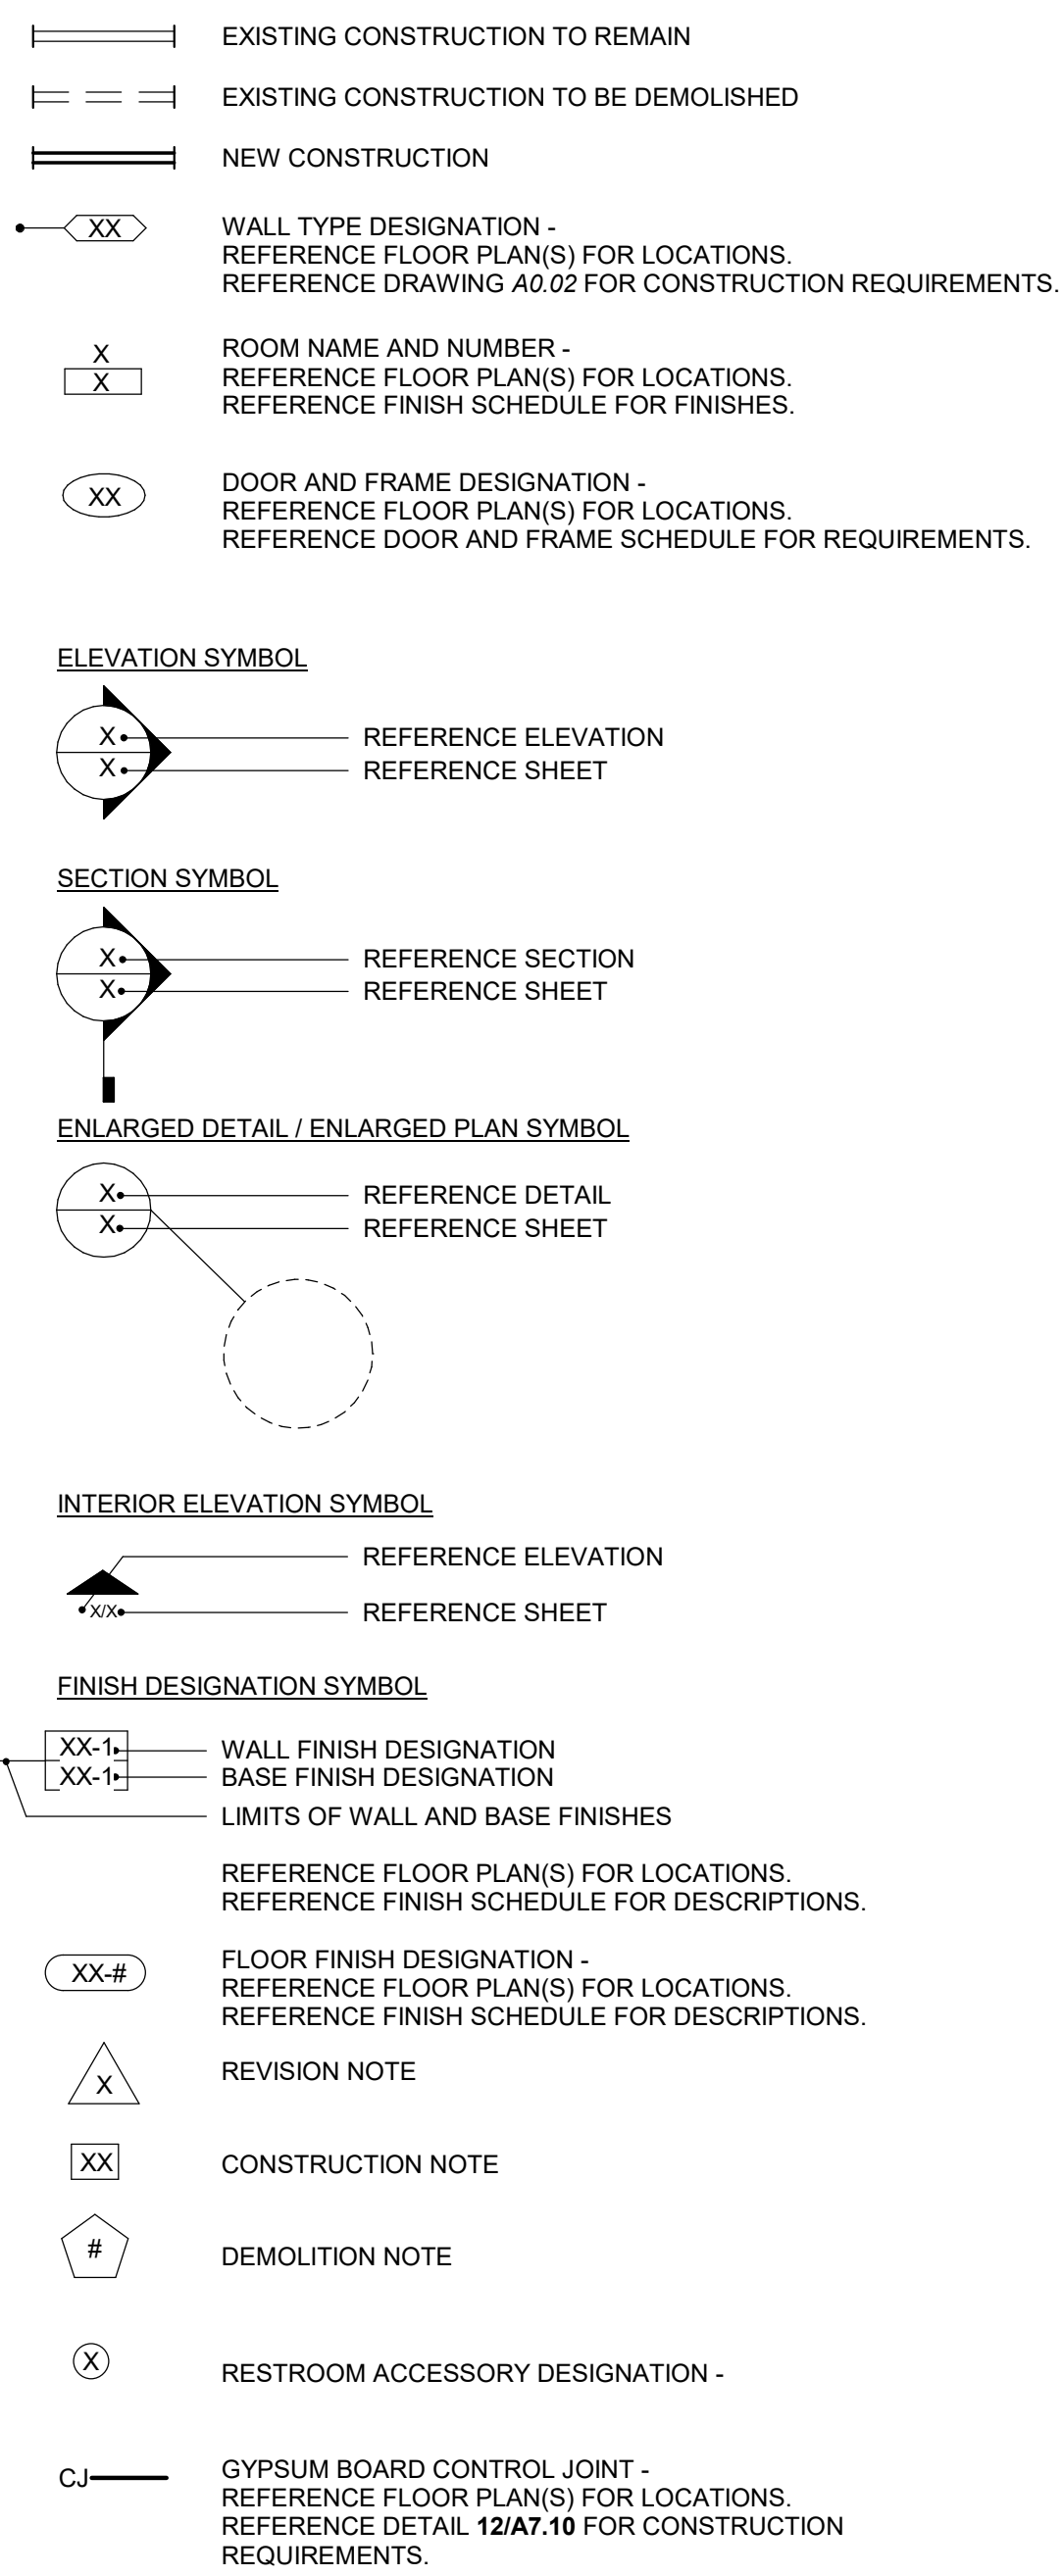 EXISTING CONSTRUCTION TO REMAIN
EXISTING CONSTRUCTION TO BE DEMOLISHED
NEW CONSTRUCTION
XX
WALL TYPE DESIGNATION -
REFERENCE FLOOR PLAN(S) FOR LOCATIONS.
REFERENCE DRAWING A0.02 FOR CONSTRUCTION REQUIREMENTS.
X
X
ROOM NAME AND NUMBER -
REFERENCE FLOOR PLAN(S) FOR LOCATIONS.
REFERENCE FINISH SCHEDULE FOR FINISHES.
XX
DOOR AND FRAME DESIGNATION -
REFERENCE FLOOR PLAN(S) FOR LOCATIONS.
REFERENCE DOOR AND FRAME SCHEDULE FOR REQUIREMENTS.
ELEVATION SYMBOL
X REFERENCE ELEVATION
X REFERENCE SHEET
SECTION SYMBOL
X REFERENCE SECTION
X REFERENCE SHEET
ENLARGED DETAIL / ENLARGED PLAN SYMBOL
X REFERENCE DETAIL
X REFERENCE SHEET
INTERIOR ELEVATION SYMBOL
REFERENCE ELEVATION
X/X REFERENCE SHEET
FINISH DESIGNATION SYMBOL
XX-1 WALL FINISH DESIGNATION
XX-1 BASE FINISH DESIGNATION
LIMITS OF WALL AND BASE FINISHES
REFERENCE FLOOR PLAN(S) FOR LOCATIONS.
REFERENCE FINISH SCHEDULE FOR DESCRIPTIONS.
XX-#
FLOOR FINISH DESIGNATION -
REFERENCE FLOOR PLAN(S) FOR LOCATIONS.
REFERENCE FINISH SCHEDULE FOR DESCRIPTIONS.
X REVISION NOTE
XX CONSTRUCTION NOTE
# DEMOLITION NOTE
X RESTROOM ACCESSORY DESIGNATION -
CJ GYPSUM BOARD CONTROL JOINT -
REFERENCE FLOOR PLAN(S) FOR LOCATIONS.
REFERENCE DETAIL 12/A7.10 FOR CONSTRUCTION
REQUIREMENTS.